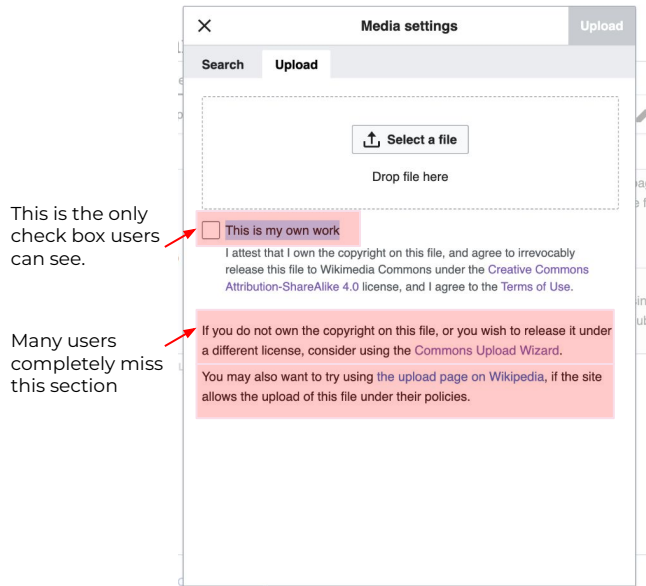 Media settings
Upload
Search
Upload
Select a file
Drop file here
This is the only
check box users
can see.
This is my own work
I attest that I own the copyright on this file, and agree to irrevocably
release this file to Wikimedia Commons under the Creative Commons
Attribution-ShareAlike 4.0 license, and I agree to the Terms of Use.
Many users
completely miss
this section
If you do not own the copyright on this file, or you wish to release it under
a different license, consider using the Commons Upload Wizard.
You may also want to try using the upload page on Wikipedia, if the site
allows the upload of this file under their policies.